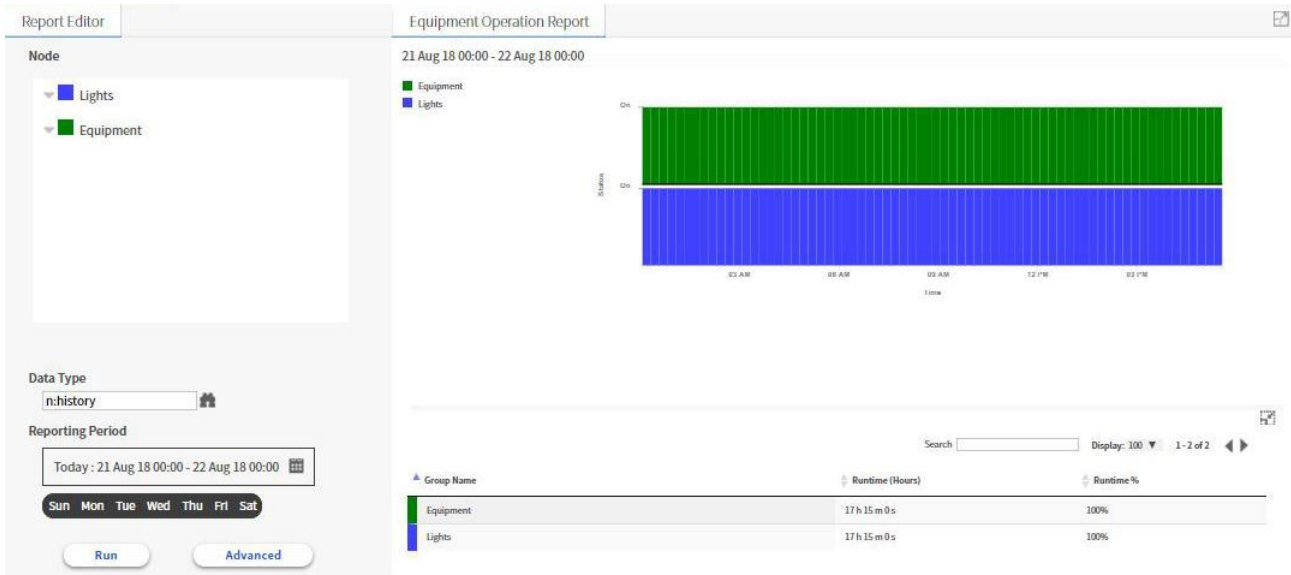 Report Editor
Equipment Operation Report
Node
Lights
Equipment
Data Type
n:history
Reporting Period
Today : 21 Aug 18 00:00 - 22 Aug 18 00:00
Sun Mon Tue Wed Thu Fri Sat
Run Advanced
21 Aug 18 00:00 - 22 Aug 18 00:00
Equipment
Lights
On
On
Status
03 AM 06 AM 09 AM 12 PM 03 PM
Time
Search Display: 100 1 - 2 of 2
Group Name Runtime (Hours) Runtime %
Equipment 17 h 15 m 0 s 100%
Lights 17 h 15 m 0 s 100%